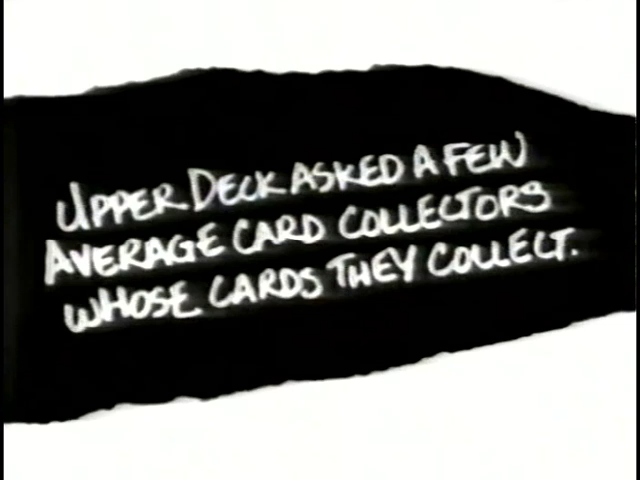 UPPER DECK ASKED A FEW
AVERAGE CARD COLLECTORS
WHOSE CARDS THEY COLLECT.